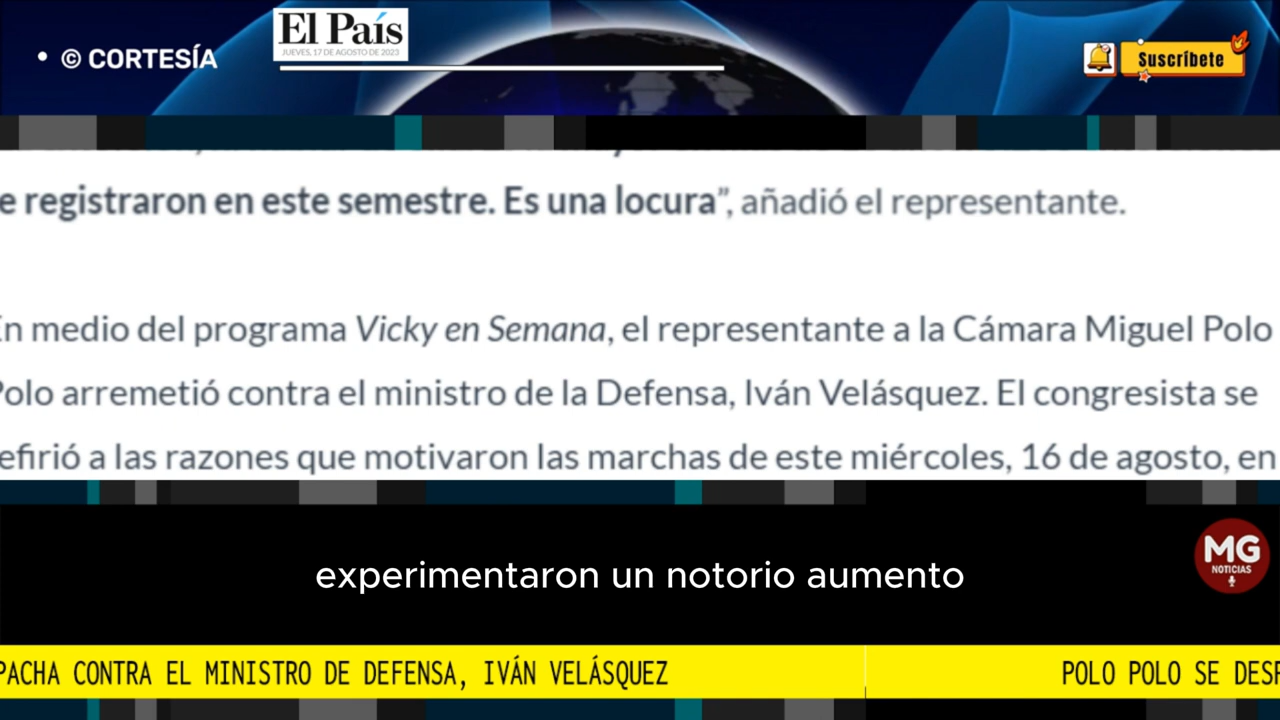 El País
JUEVES, 17 DE AGOSTO DE 2023
• © CORTESÍA
Suscríbete
e registraron en este semestre. Es una locura”, añadió el representante.
En medio del programa Vicky en Semana, el representante a la Cámara Miguel Polo
Polo arremetió contra el ministro de la Defensa, Iván Velásquez. El congresista se
efirió a las razones que motivaron las marchas de este miércoles, 16 de agosto, en
experimentaron un notorio aumento
MG
NOTICIAS
PACHA CONTRA EL MINISTRO DE DEFENSA, IVÁN VELÁSQUEZ
POLO POLO SE DESP